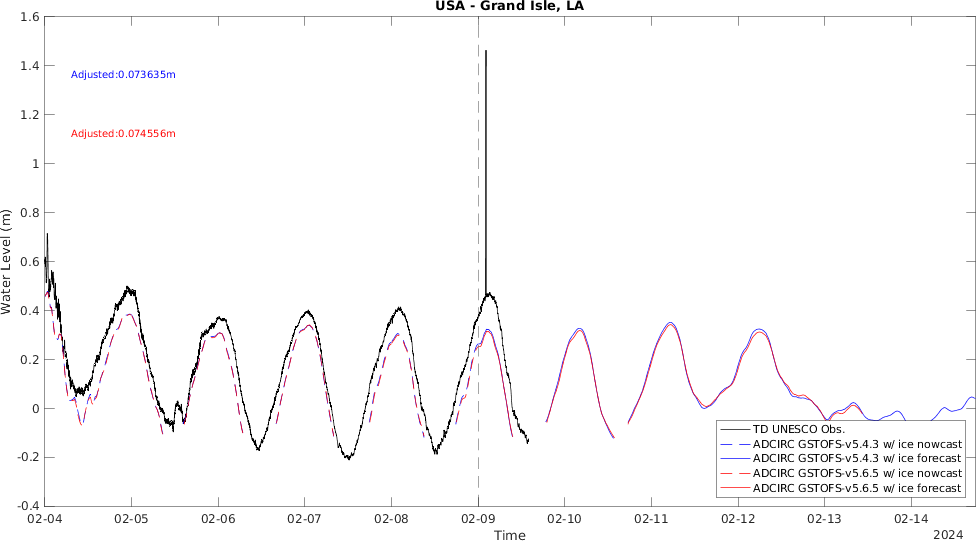 USA - Grand Isle, LA
1.6
1.4
1.2
1
0.8
0.6
0.4
0.2
0
-0.2
-0.4
Water Level (m)
Adjusted:0.073635m
Adjusted:0.074556m
TD UNESCO Obs.
ADCIRC GSTOFS-v5.4.3 w/ ice nowcast
ADCIRC GSTOFS-v5.4.3 w/ ice forecast
ADCIRC GSTOFS-v5.6.5 w/ ice nowcast
ADCIRC GSTOFS-v5.6.5 w/ ice forecast
02-04 02-05 02-06 02-07 02-08 02-09 02-10 02-11 02-12 02-13 02-14
Time
2024